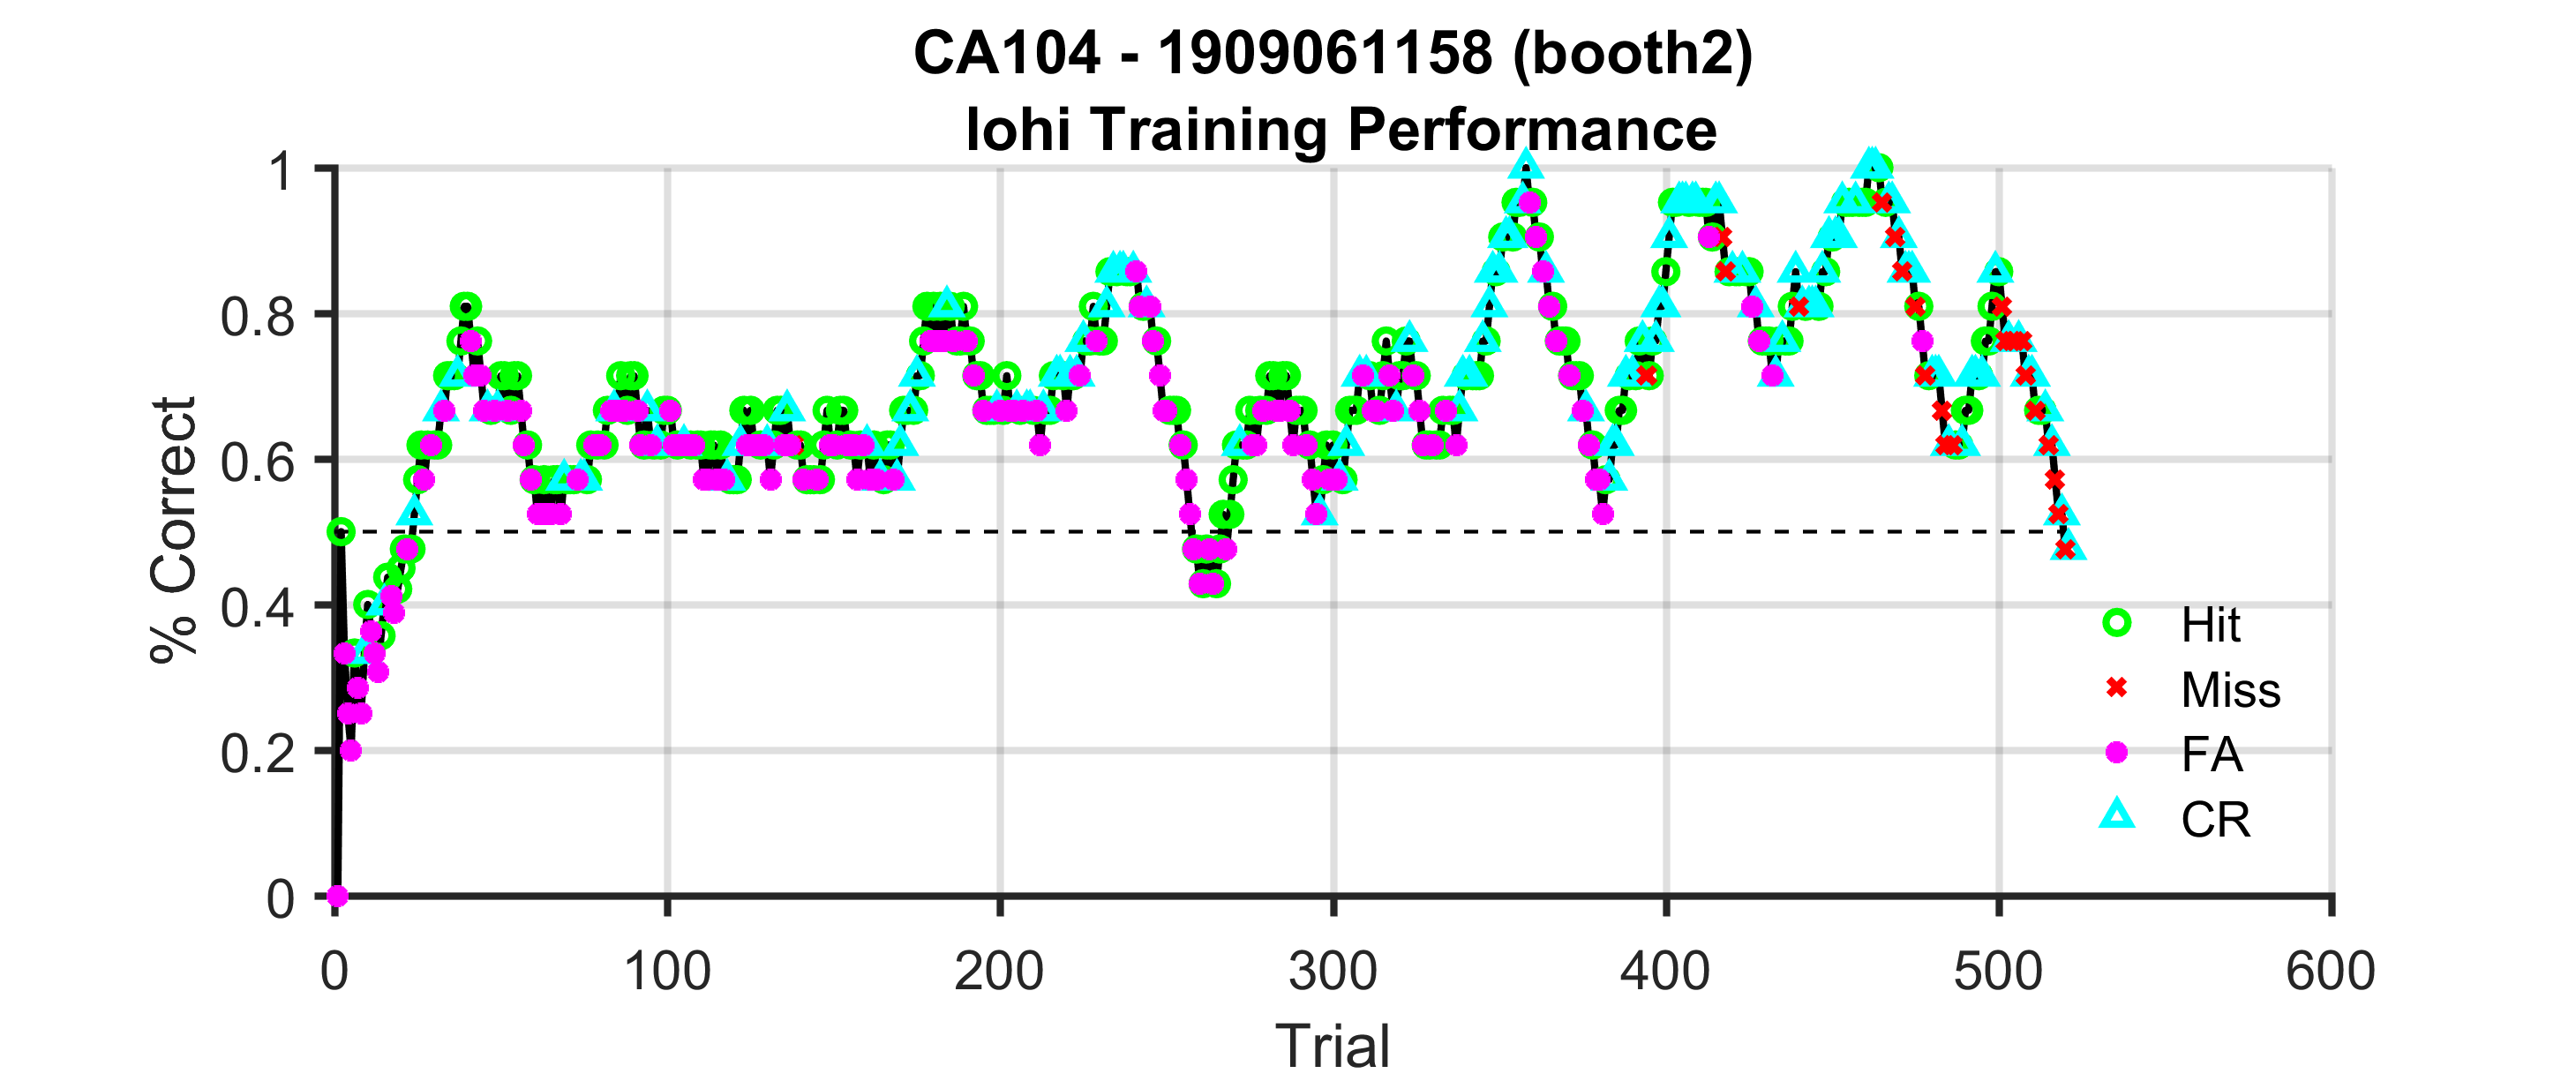 CA104 - 1909061158 (booth2)
lohi Training Performance
% Correct
1
0.8
0.6
0.4
0.2
0
0 100 200 300 400 500 600
Trial
Hit
Miss
FA
CR